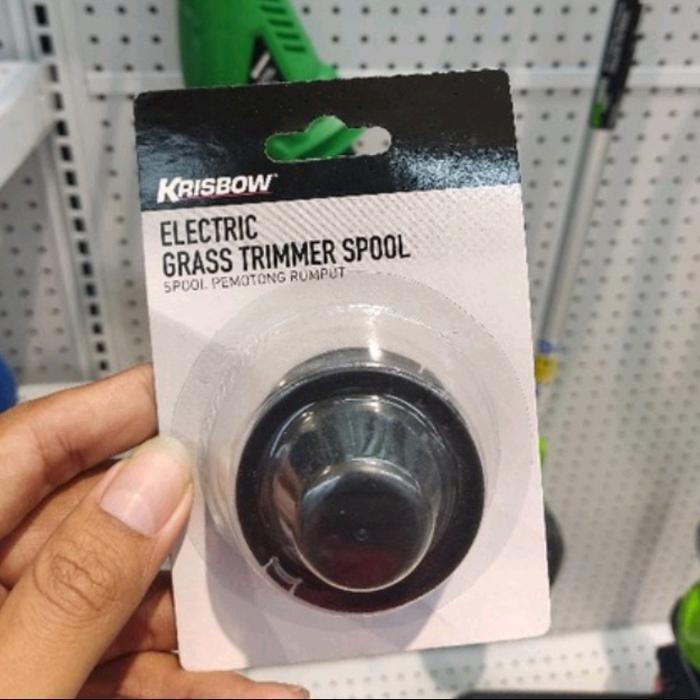 KRISBOW
ELECTRIC
GRASS TRIMMER SPOOL
SPOOL PEMOTONG RUMPUT